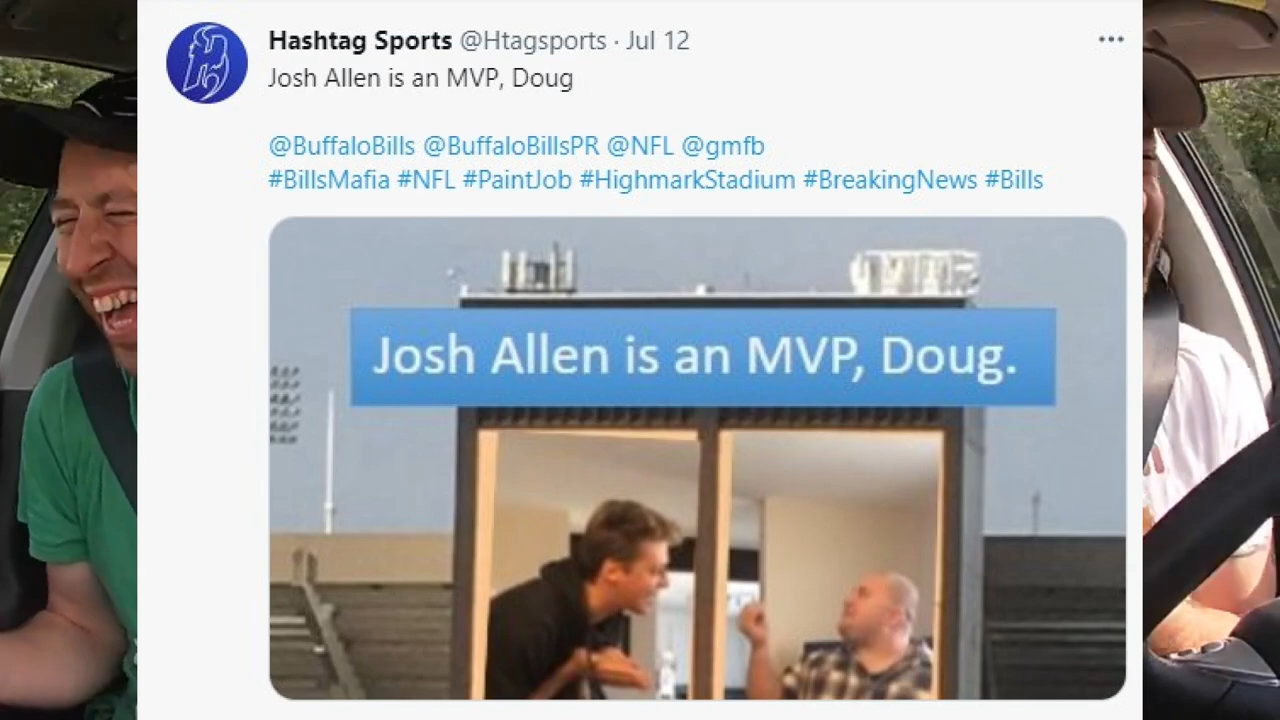 Hashtag Sports @Htagsports · Jul 12
Josh Allen is an MVP, Doug
@BuffaloBills @BuffaloBillsPR @NFL @gmfb
#BillsMafia #NFL #PaintJob #HighmarkStadium #BreakingNews #Bills
Josh Allen is an MVP, Doug.